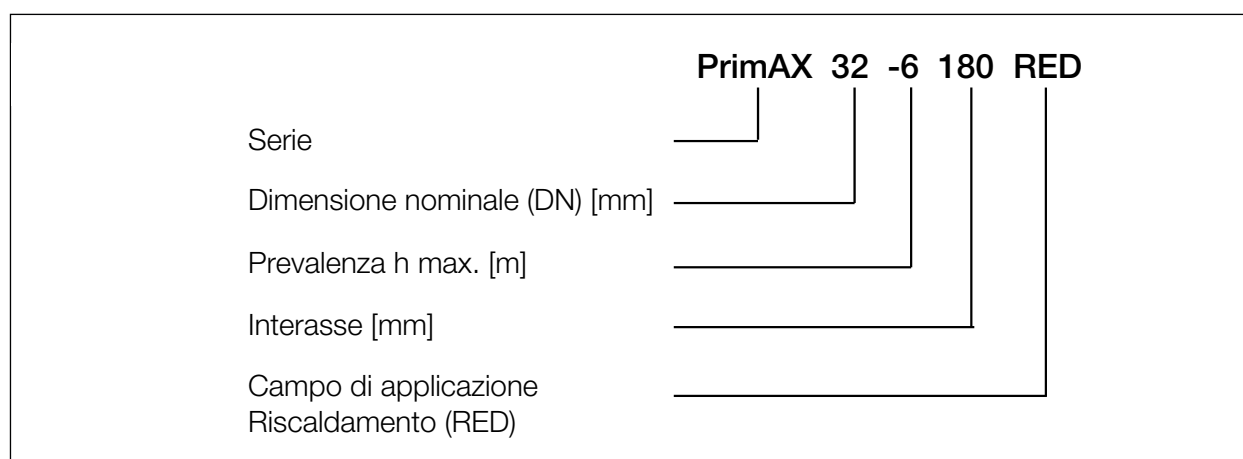 PrimAX 32 -6 180 RED
Serie
Dimensione nominale (DN) [mm]
Prevalenza h max. [m]
Interasse [mm]
Campo di applicazione
Riscaldamento (RED)